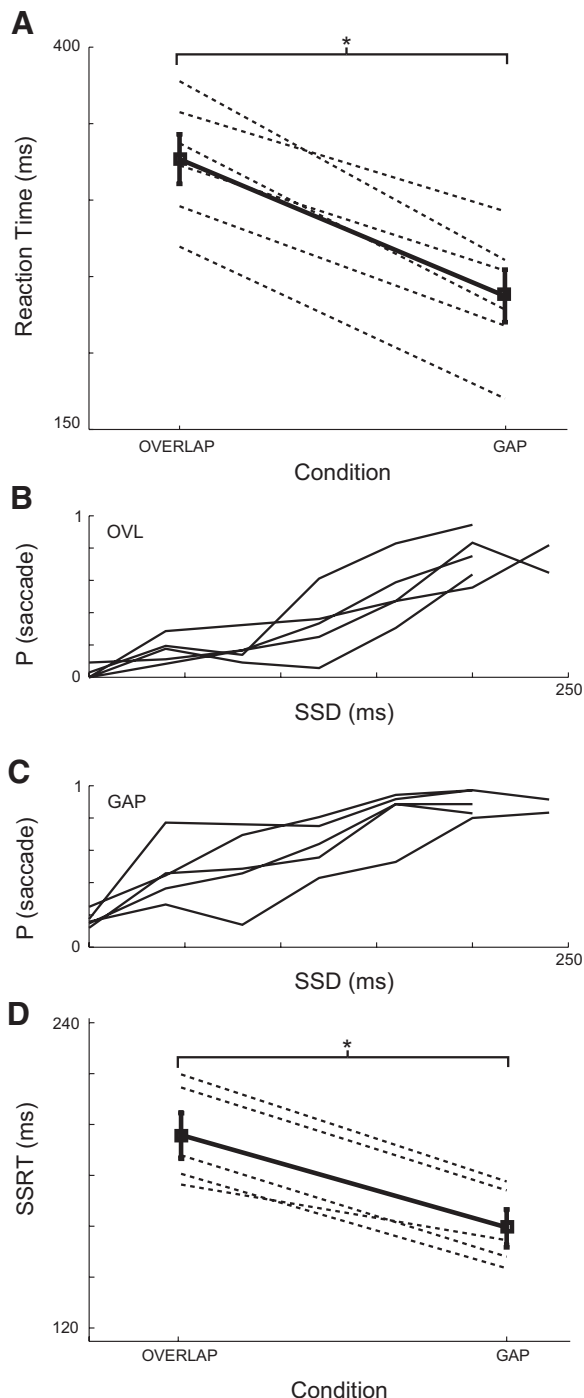 A
400
*
Reaction Time (ms)
150
OVERLAP
GAP
Condition
B
1
OVL
P (saccade)
0
250
SSD (ms)
C
1
GAP
P (saccade)
0
250
SSD (ms)
D
240
*
SSRT (ms)
120
OVERLAP
GAP
Condition